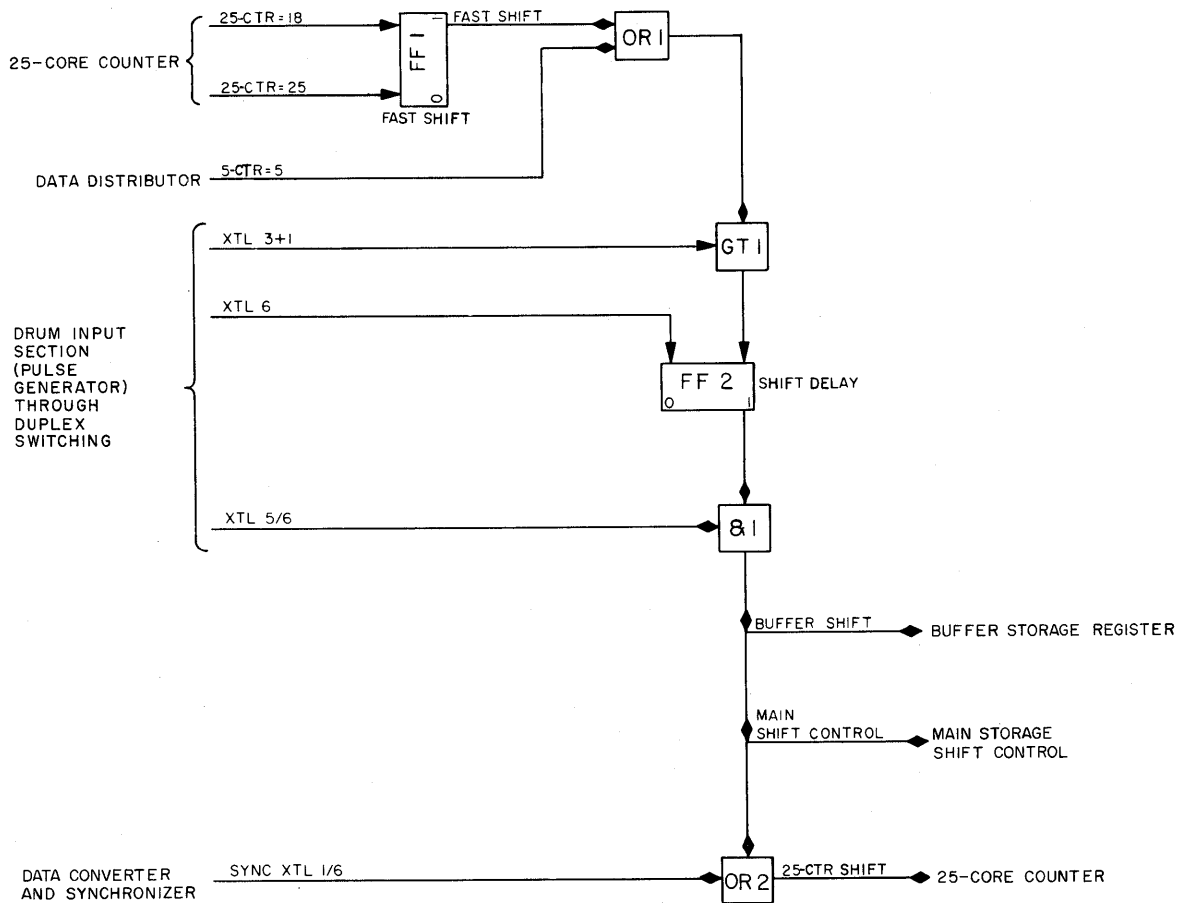 25-CTR=18
25-CORE COUNTER
25-CTR=25
FF 1
1
0
FAST SHIFT
FAST SHIFT
OR 1
DATA DISTRIBUTOR
5-CTR=5
XTL 3+1
GT 1
XTL 6
DRUM INPUT
SECTION
(PULSE
GENERATOR)
THROUGH
DUPLEX
SWITCHING
FF 2
0
1
SHIFT DELAY
XTL 5/6
& 1
BUFFER SHIFT
BUFFER STORAGE REGISTER
MAIN
SHIFT CONTROL
MAIN STORAGE
SHIFT CONTROL
DATA CONVERTER
AND SYNCHRONIZER
SYNC XTL 1/6
OR 2
25-CTR SHIFT
25-CORE COUNTER